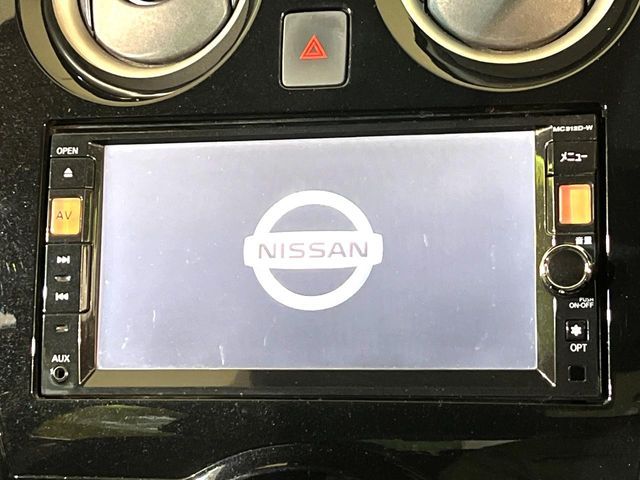 MC312D-W
OPEN
メニュー
AV
NISSAN
音量
PUSH
ON-OFF
AUX
OPT